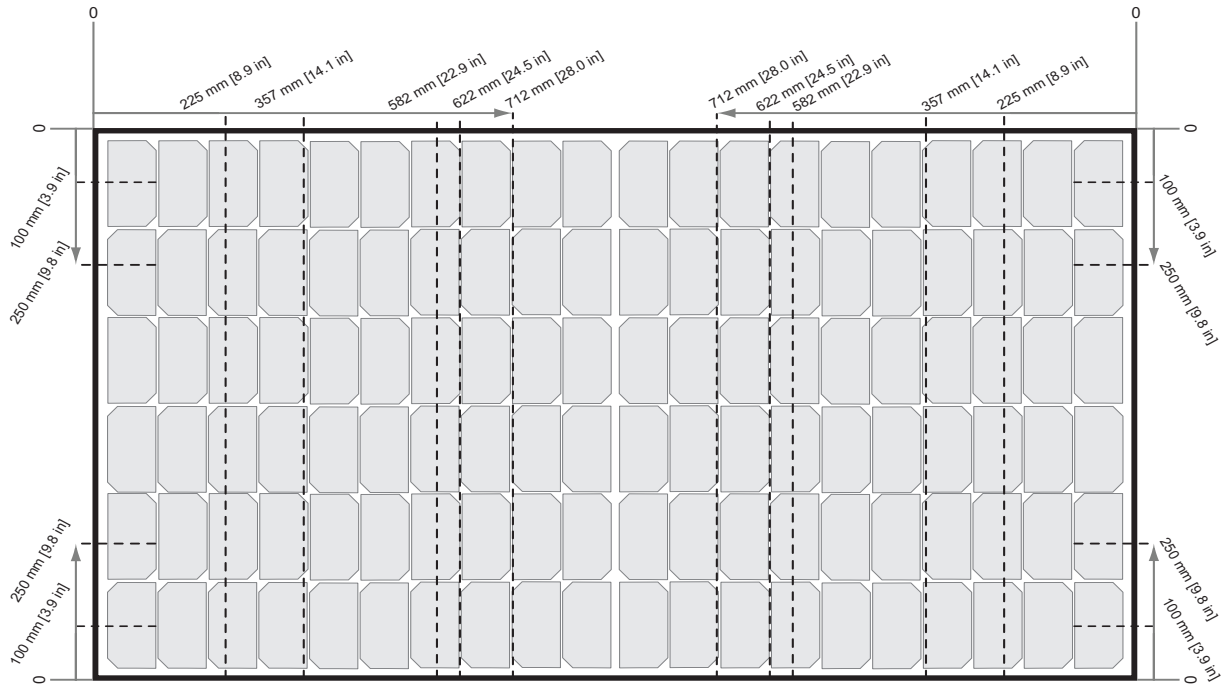 0
0
225 mm [8.9 in]
357 mm [14.1 in]
582 mm [22.9 in]
622 mm [24.5 in]
712 mm [28.0 in]
712 mm [28.0 in]
622 mm [24.5 in]
582 mm [22.9 in]
357 mm [14.1 in]
225 mm [8.9 in]
0
0
100 mm [3.9 in]
250 mm [9.8 in]
100 mm [3.9 in]
250 mm [9.8 in]
250 mm [9.8 in]
100 mm [3.9 in]
250 mm [9.8 in]
100 mm [3.9 in]
0
0